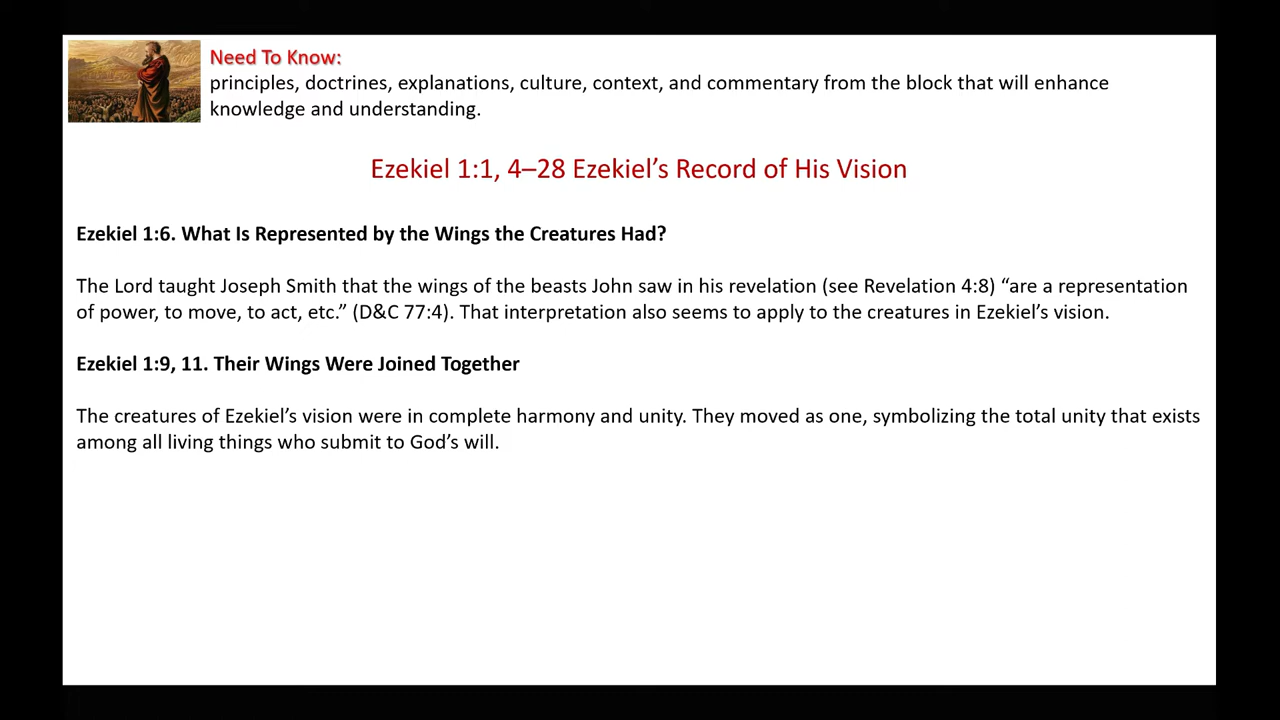 Need To Know:
principles, doctrines, explanations, culture, context, and commentary from the block that will enhance
knowledge and understanding.
Ezekiel 1:1, 4–28 Ezekiel’s Record of His Vision
Ezekiel 1:6. What Is Represented by the Wings the Creatures Had?
The Lord taught Joseph Smith that the wings of the beasts John saw in his revelation (see Revelation 4:8) “are a representation
of power, to move, to act, etc.” (D&C 77:4). That interpretation also seems to apply to the creatures in Ezekiel’s vision.
Ezekiel 1:9, 11. Their Wings Were Joined Together
The creatures of Ezekiel’s vision were in complete harmony and unity. They moved as one, symbolizing the total unity that exists
among all living things who submit to God’s will.